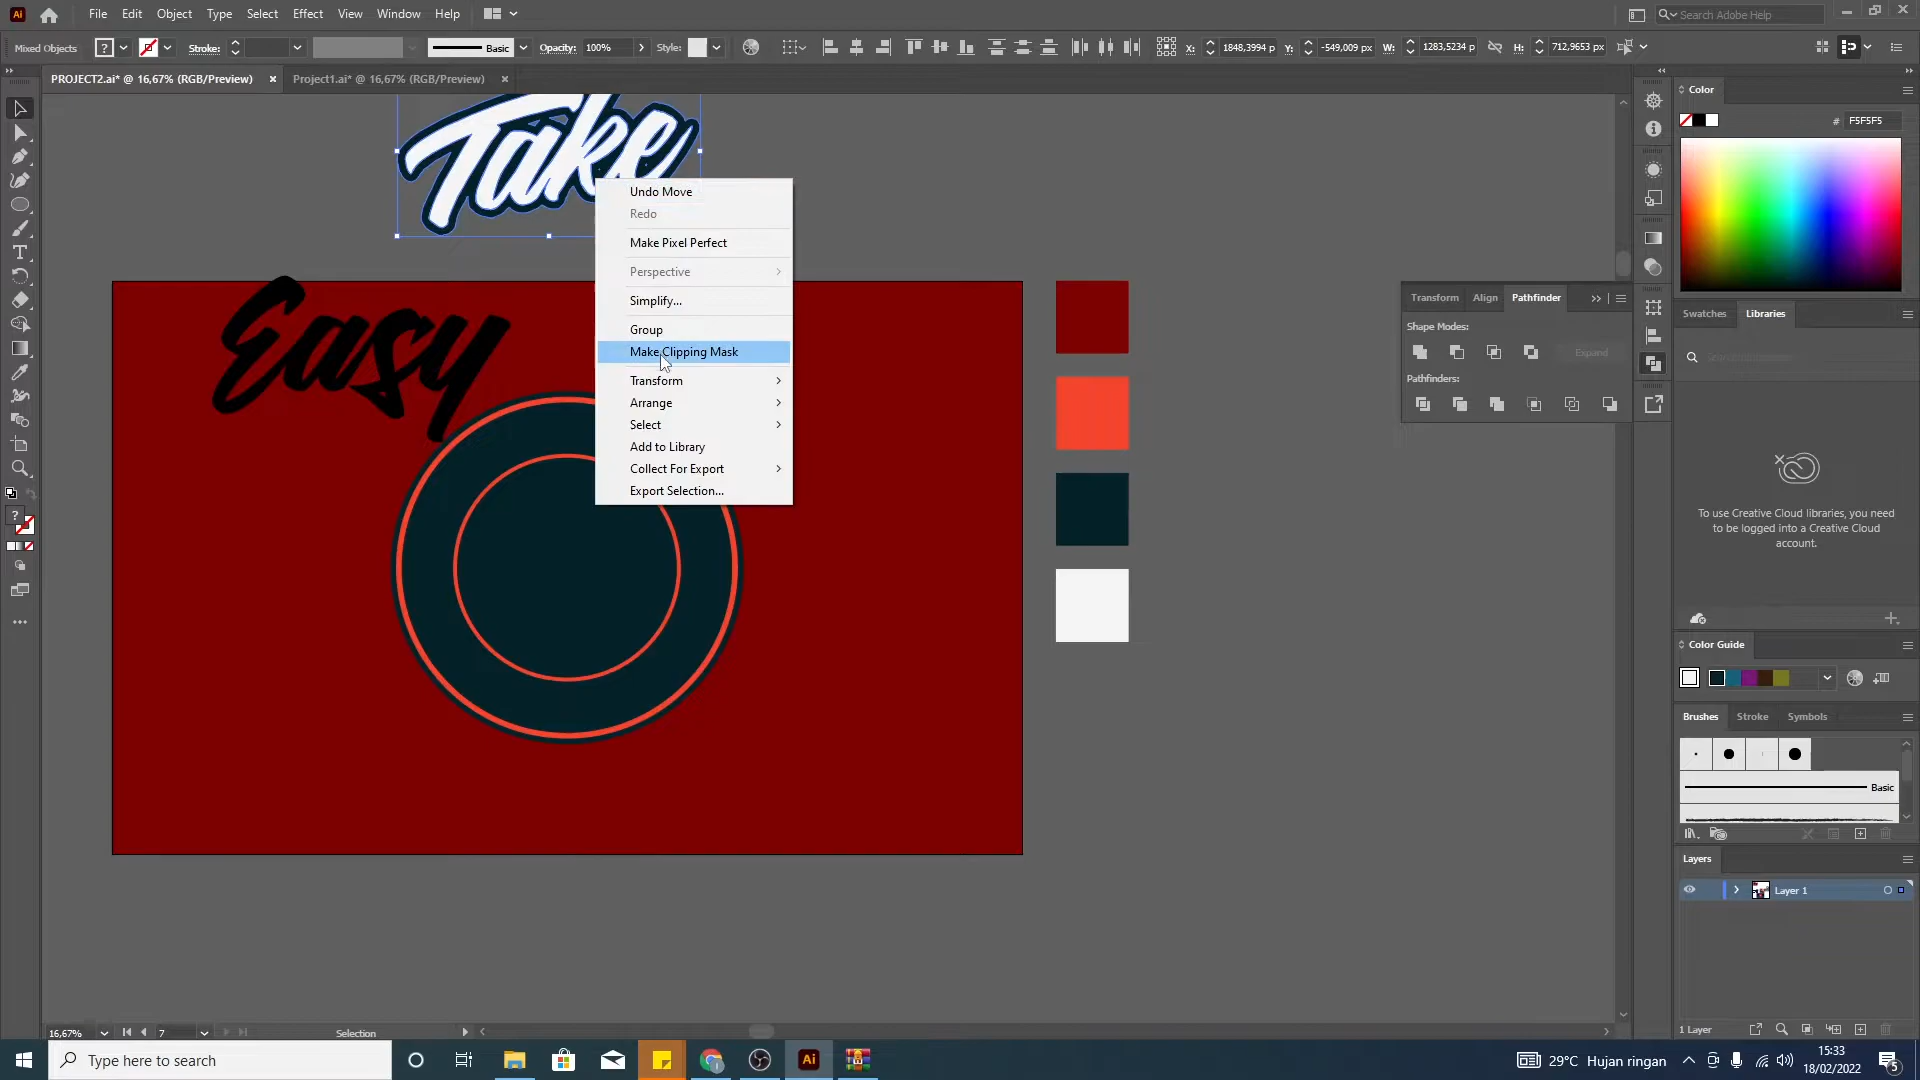 File Edit Object Type Select Effect View Window Help
Search Adobe Help
Mixed Objects Stroke: Basic Opacity: 100% Style: X: 1848,3994 p Y: -549,009 px W: 1283,5234 p H: 712,9653 px
PROJECT2.ai* @ 16,67% (RGB/Preview) × Project1.ai* @ 16,67% (RGB/Preview) ×
Take
Undo Move
Redo
Make Pixel Perfect
Perspective
Simplify...
Group
Make Clipping Mask
Transform
Arrange
Select
Add to Library
Collect For Export
Export Selection...
Easy
Transform Align Pathfinder
Shape Modes:
Expand
Pathfinders:
Color
# F5F5F5
Swatches Libraries
To use Creative Cloud libraries, you need
to be logged into a Creative Cloud
account.
Color Guide
Brushes Stroke Symbols
Basic
Layers
Layer 1
1 Layer
16,67% 7 Selection
Type here to search
Ai
29°C Hujan ringan
15:33
18/02/2022
5